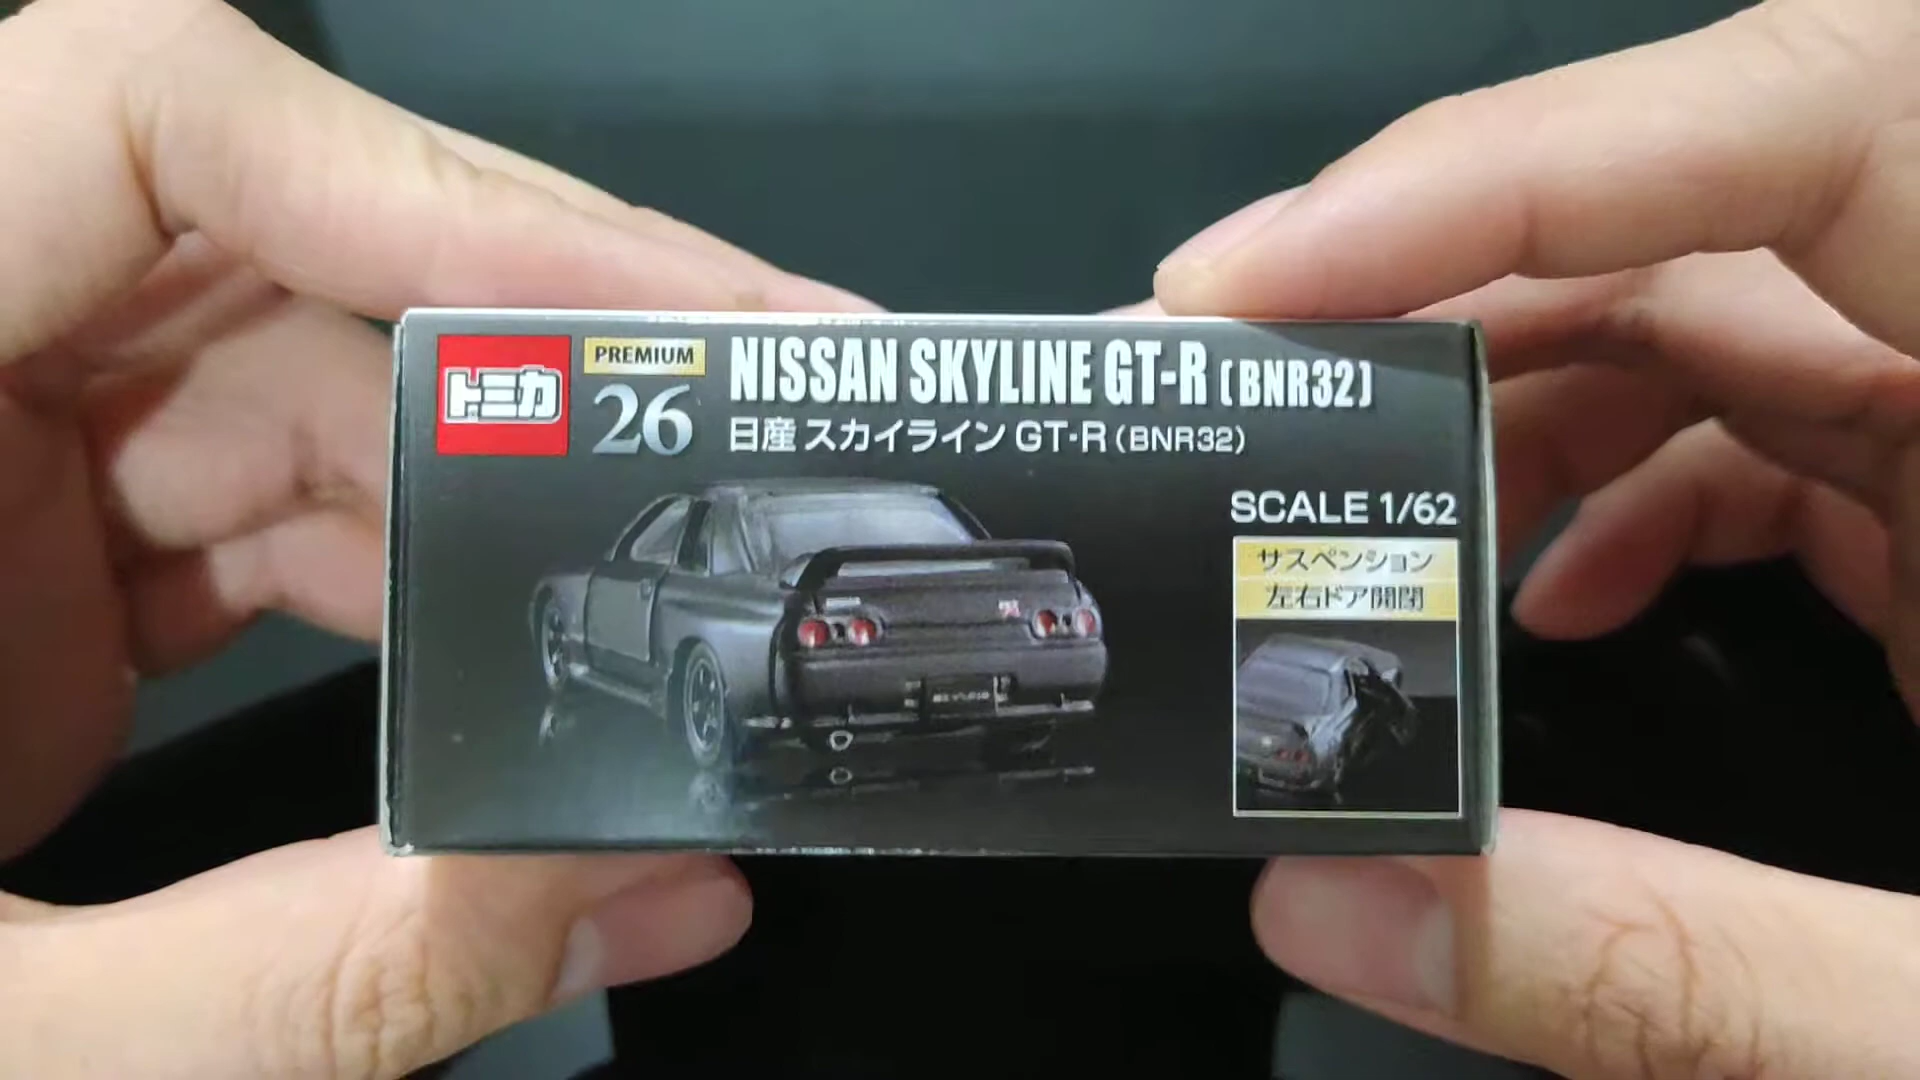 トミカ
PREMIUM
26
NISSAN SKYLINE GT-R (BNR32)
日産 スカイライン GT-R (BNR32)
SCALE 1/62
サスペンション
左右ドア開閉